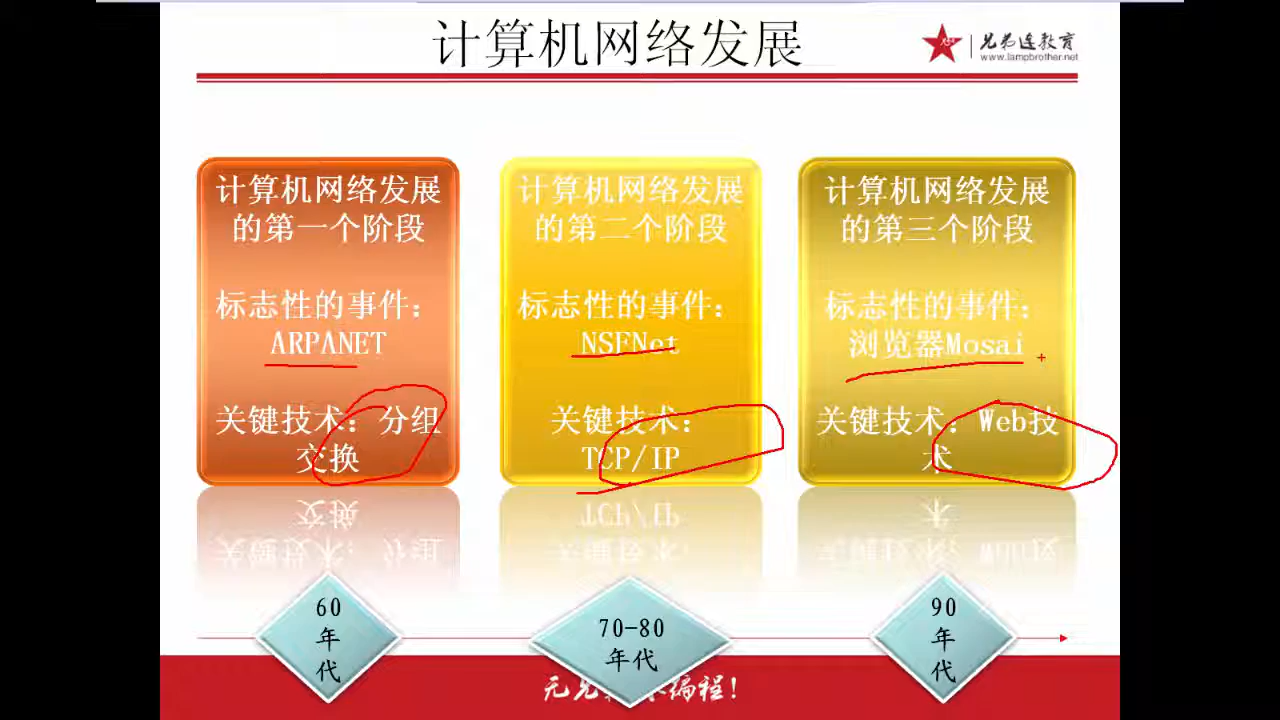 计算机网络发展
兄弟连教育
www.lampbrother.net
计算机网络发展
的第一个阶段
标志性的事件：
ARPANET
关键技术：分组
交换
计算机网络发展
的第二个阶段
标志性的事件：
NSFNet
关键技术：
TCP/IP
计算机网络发展
的第三个阶段
标志性的事件：
浏览器Mosai
关键技术：Web技
术
60
年
代
70-80
年代
90
年
代
无兄弟
编程！